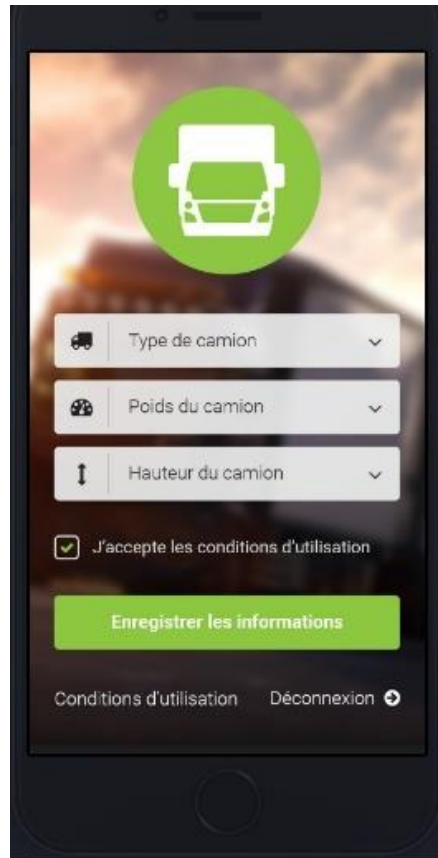 Type de camion
Poids du camion
Hauteur du camion
J'accepte les conditions d'utilisation
Enregistrer les informations
Conditions d'utilisation Déconnexion